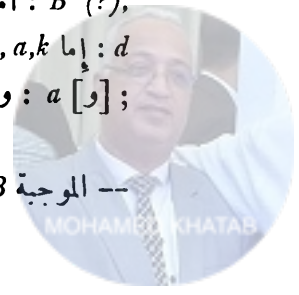 : B (?),
d : إما a,k,
; [و] a : و
-- الموجبة
MOHAMED KHATAB